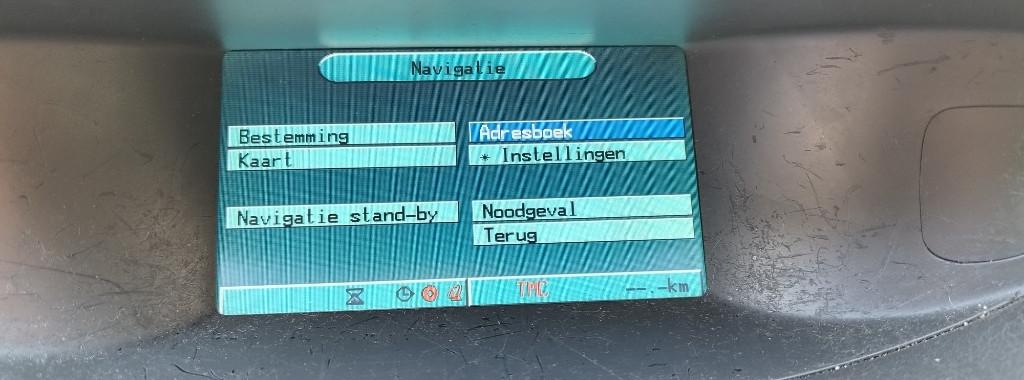 Navigatie
Bestemming
Adresboek
Kaart
* Instellingen
Navigatie stand-by
Noodgeval
Terug
TMC
--.-km